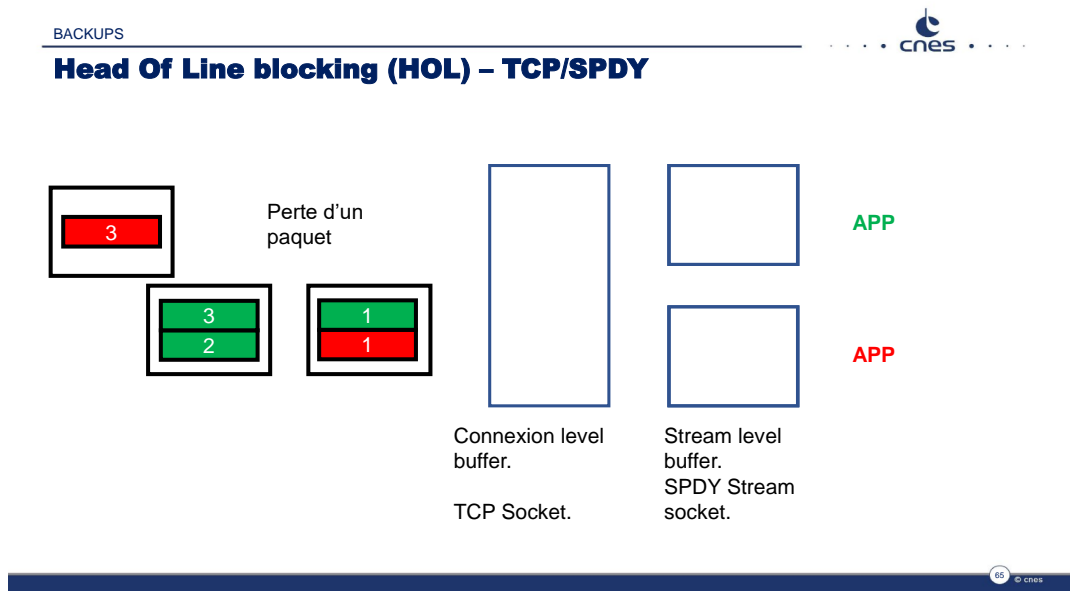 BACKUPS
cnes
Head Of Line blocking (HOL) – TCP/SPDY
3
Perte d'un
paquet
3
2
1
1
APP
APP
Connexion level
buffer.
TCP Socket.
Stream level
buffer.
SPDY Stream
socket.
65
© cnes